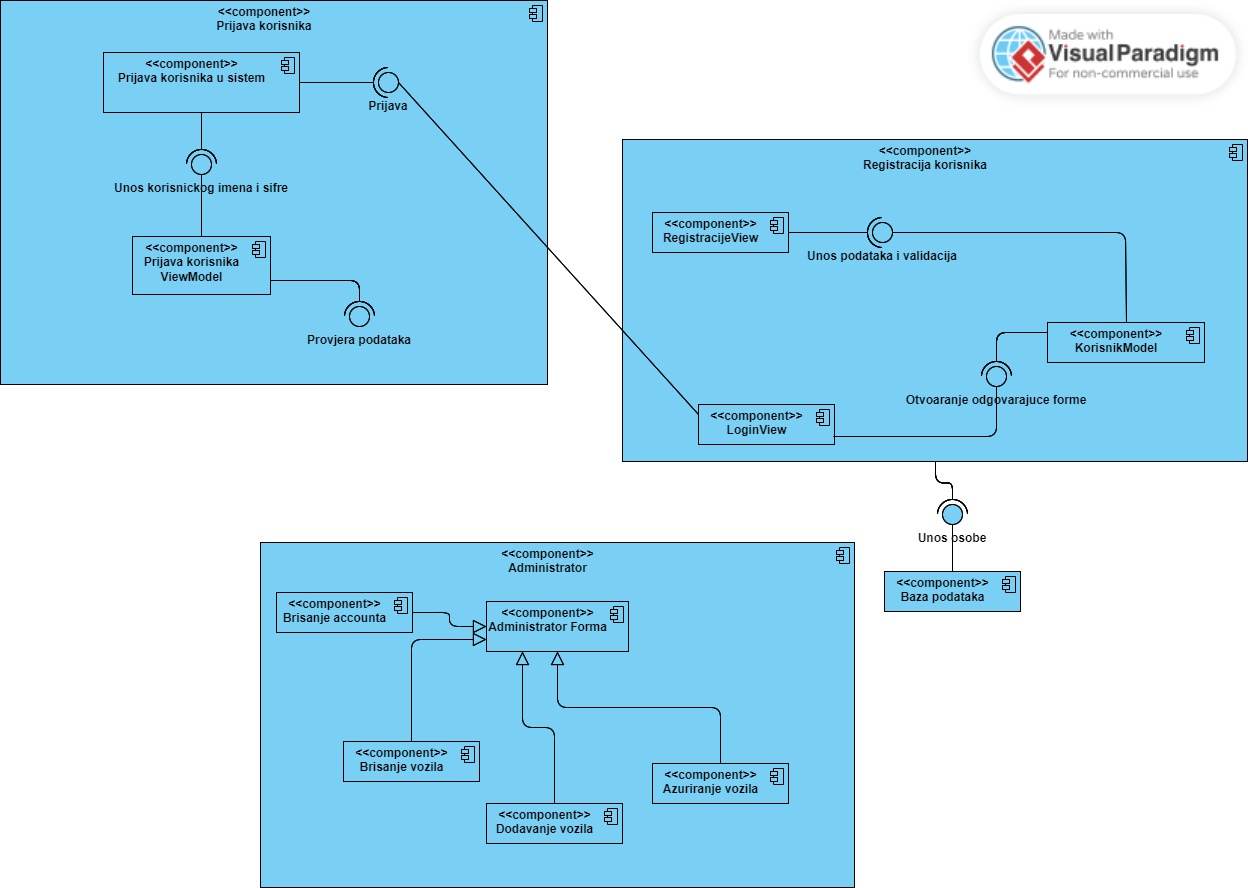 <<component>>
Prijava korisnika
<<component>>
Prijava korisnika u sistem
Prijava
Unos korisnickog imena i sifre
<<component>>
Prijava korisnika
ViewModel
Provjera podataka
Made with
VisualParadigm
For non-commercial use
<<component>>
Registracija korisnika
<<component>>
RegistracijeView
Unos podataka i validacija
<<component>>
KorisnikModel
Otvoaranje odgovarajuce forme
<<component>>
LoginView
Unos osobe
<<component>>
Baza podataka
<<component>>
Administrator
<<component>>
Brisanje accounta
<<component>>
Administrator Forma
<<component>>
Brisanje vozila
<<component>>
Azuriranje vozila
<<component>>
Dodavanje vozila